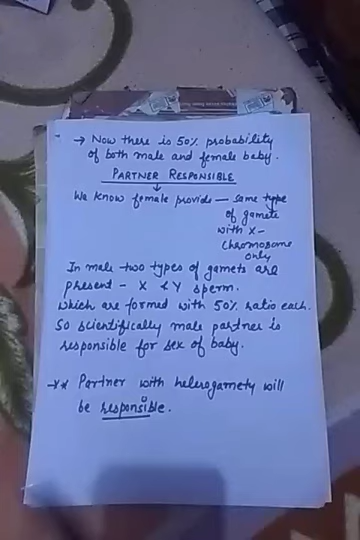 → Now there is 50% probability
of both male and female baby.
PARTNER RESPONSIBLE
↓
We know female provide — same type
of gamete
with X-
Chromosome
only
In male two types of gamets are
present - X & Y sperm.
which are formed with 50% ratio each.
So scientifically male partner is
responsible for sex of baby.
→** Partner with heterogamety will
be responsible.